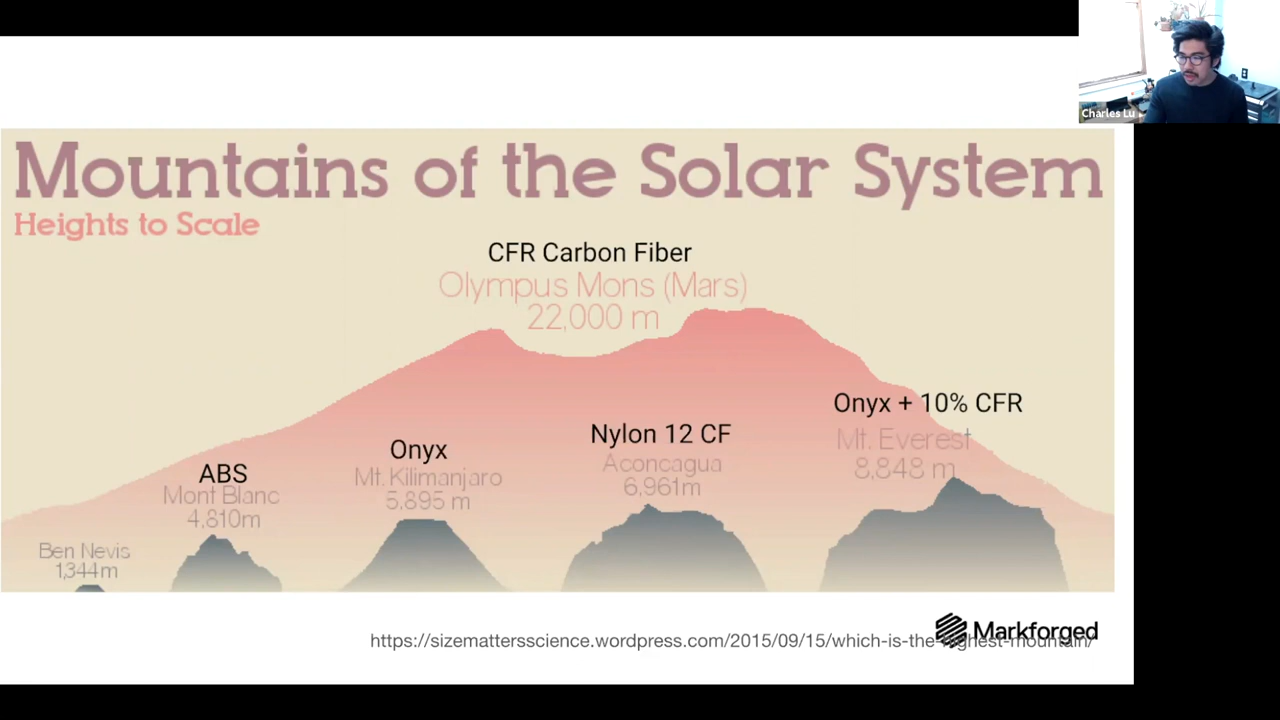 Charles Lu
Mountains of the Solar System
Heights to Scale
CFR Carbon Fiber
Olympus Mons (Mars)
22,000 m
Onyx + 10% CFR
Mt. Everest
8,848 m
Nylon 12 CF
Aconcagua
6,961m
Onyx
Mt. Kilimanjaro
5,895 m
ABS
Mont Blanc
4,810m
Ben Nevis
1,344m
Markforged
https://sizemattersscience.wordpress.com/2015/09/15/which-is-the-highest-mountain/